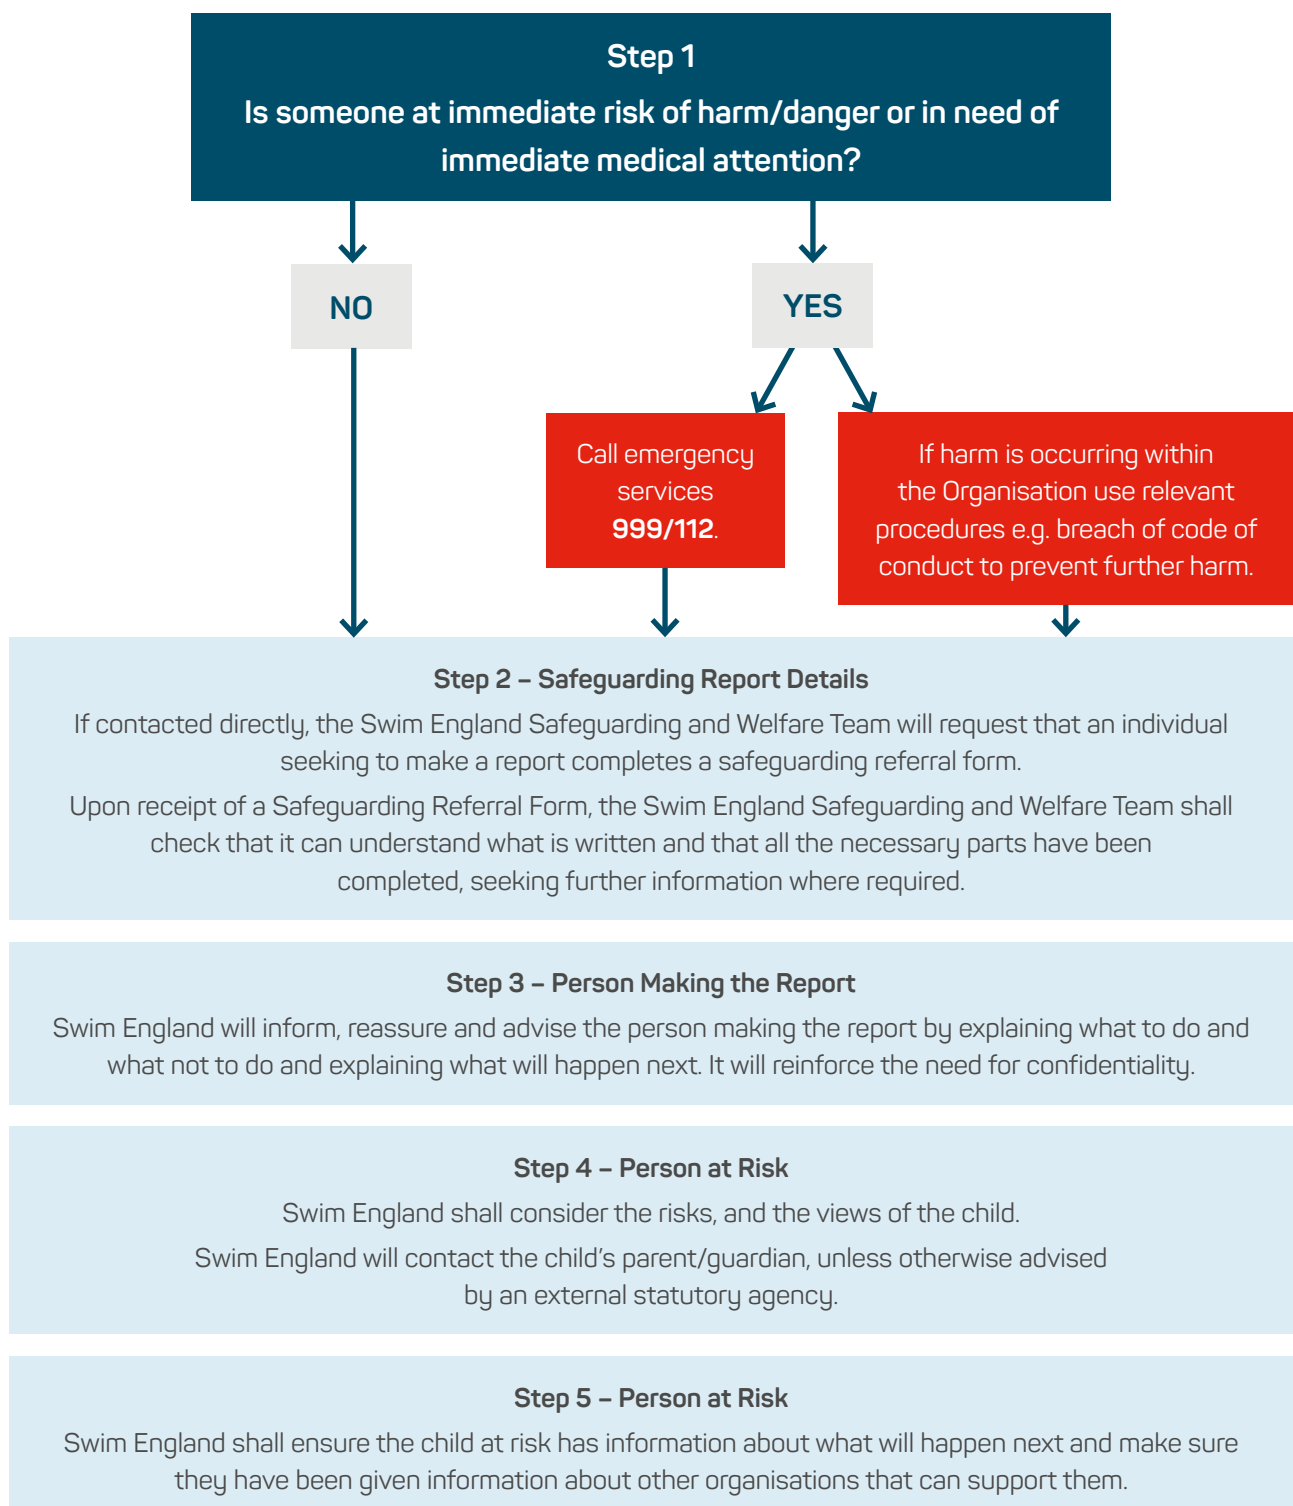 Step 1
Is someone at immediate risk of harm/danger or in need of
immediate medical attention?
NO
YES
Call emergency
services
999/112.
If harm is occurring within
the Organisation use relevant
procedures e.g. breach of code of
conduct to prevent further harm.
Step 2 – Safeguarding Report Details
If contacted directly, the Swim England Safeguarding and Welfare Team will request that an individual
seeking to make a report completes a safeguarding referral form.
Upon receipt of a Safeguarding Referral Form, the Swim England Safeguarding and Welfare Team shall
check that it can understand what is written and that all the necessary parts have been
completed, seeking further information where required.
Step 3 – Person Making the Report
Swim England will inform, reassure and advise the person making the report by explaining what to do and
what not to do and explaining what will happen next. It will reinforce the need for confidentiality.
Step 4 – Person at Risk
Swim England shall consider the risks, and the views of the child.
Swim England will contact the child’s parent/guardian, unless otherwise advised
by an external statutory agency.
Step 5 – Person at Risk
Swim England shall ensure the child at risk has information about what will happen next and make sure
they have been given information about other organisations that can support them.